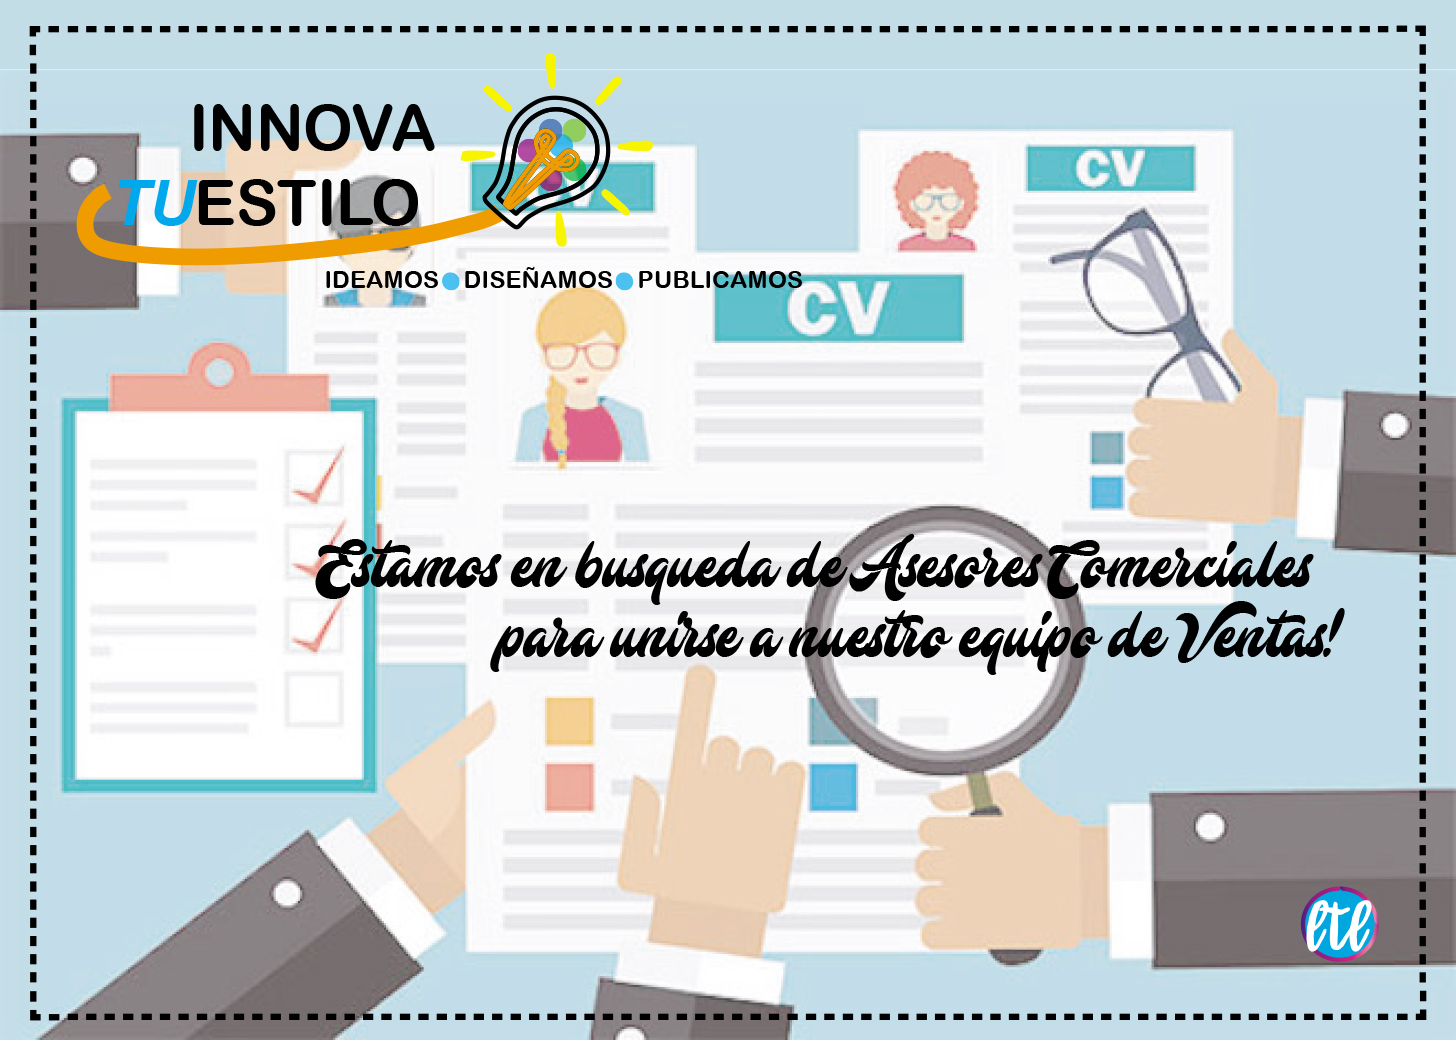 INNOVA
TUESTILO
IDEAMOS DISEÑAMOS PUBLICAMOS
CV
CV
Estamos en busqueda de Asesores Comerciales
para unirse a nuestro equipo de Ventas!